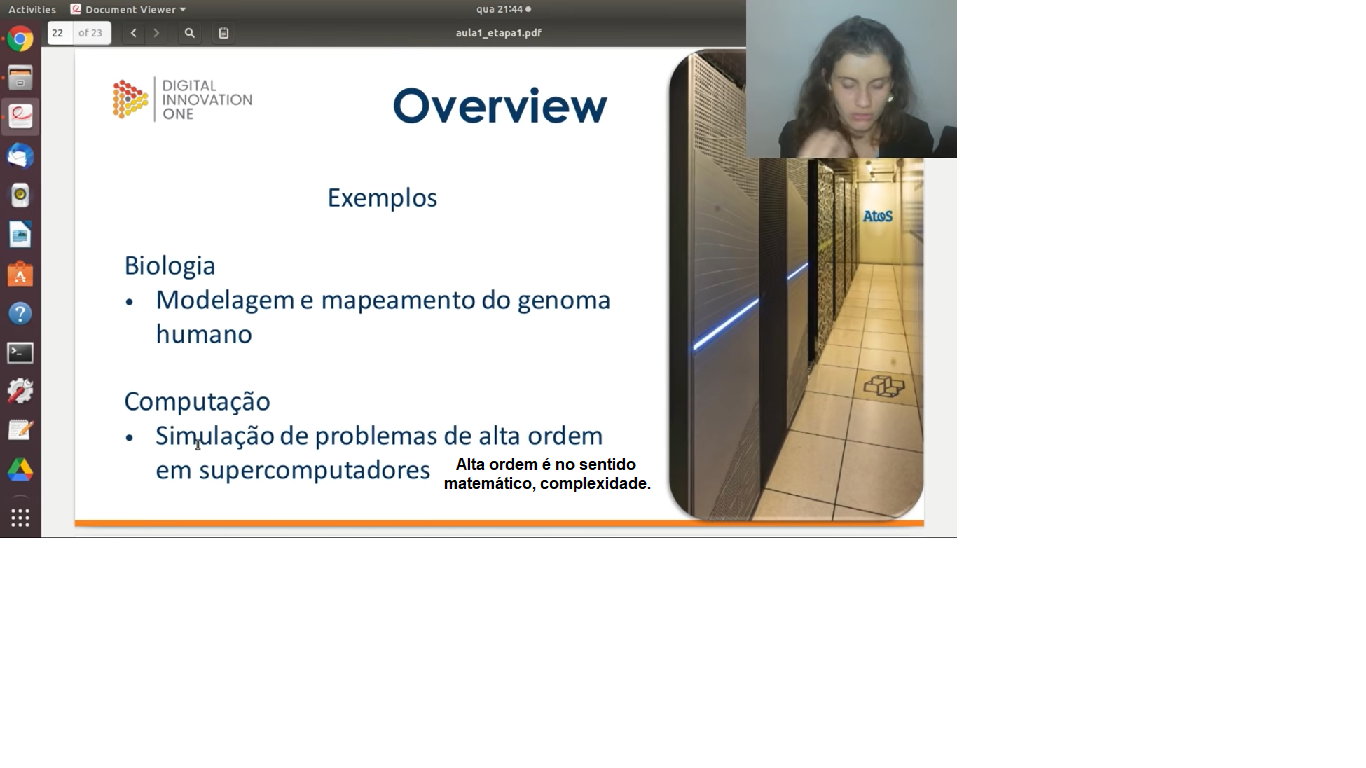 Activities
Document Viewer
qua 21:44
22
of 23
aula1_etapa1.pdf
DIGITAL
INNOVATION
ONE
Overview
Exemplos
Biologia
• Modelagem e mapeamento do genoma
humano
Computação
• Simulação de problemas de alta ordem
em supercomputadores
Alta ordem é no sentido
matemático, complexidade.
Atos